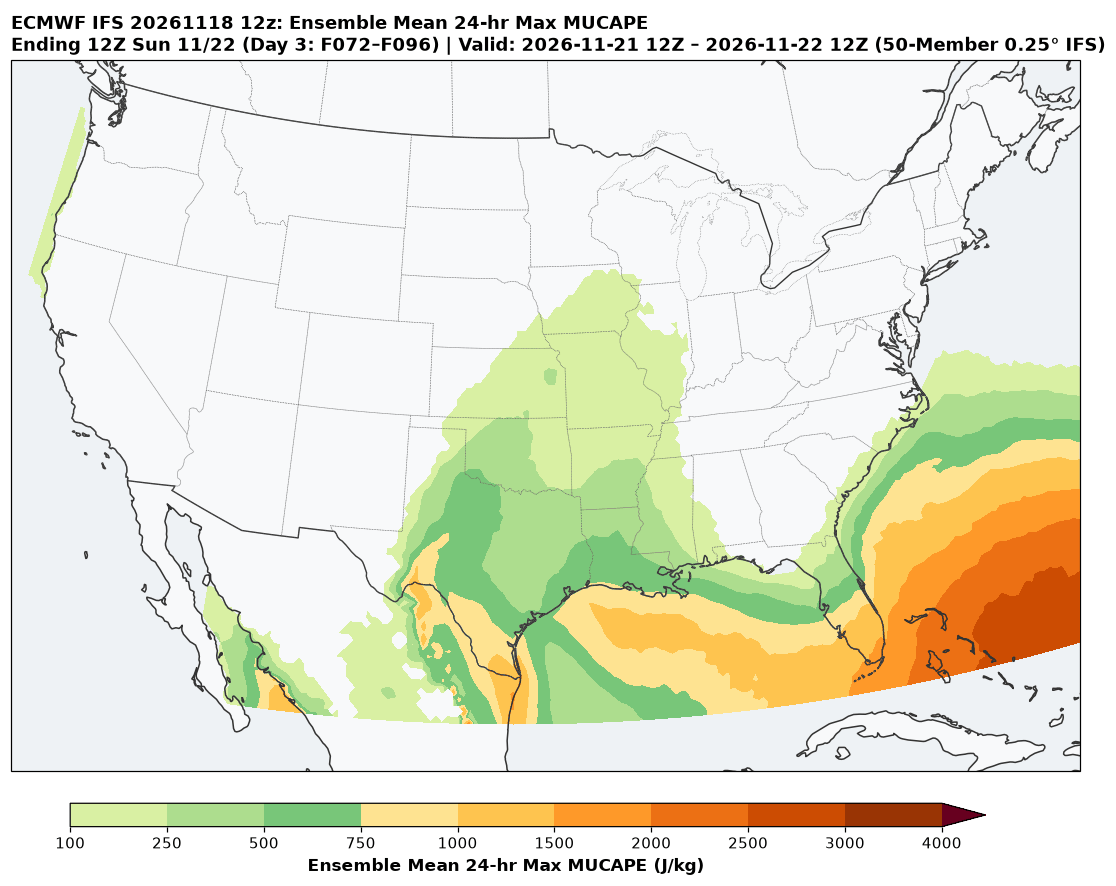 ECMWF IFS 20261118 12z: Ensemble Mean 24-hr Max MUCAPE
Ending 12Z Sun 11/22 (Day 3: F072–F096) | Valid: 2026-11-21 12Z – 2026-11-22 12Z (50-Member 0.25° IFS)
100 250 500 750 1000 1500 2000 2500 3000 4000
Ensemble Mean 24-hr Max MUCAPE (J/kg)